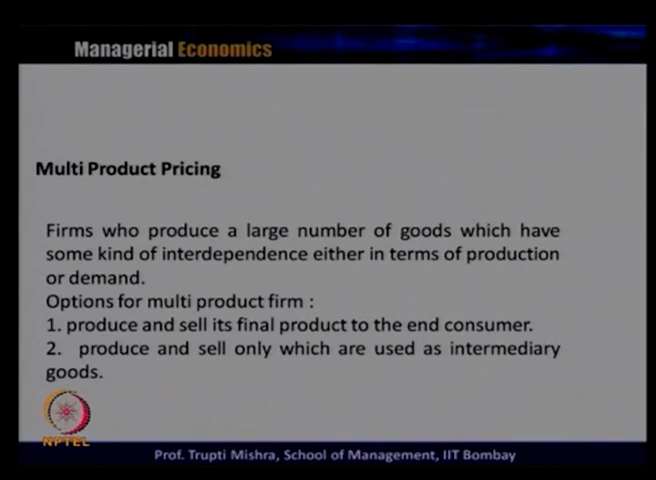 Managerial Economics
Multi Product Pricing
Firms who produce a large number of goods which have
some kind of interdependence either in terms of production
or demand.
Options for multi product firm :
1. produce and sell its final product to the end consumer.
2. produce and sell only which are used as intermediary
goods.
NPTEL
Prof. Trupti Mishra, School of Management, IIT Bombay